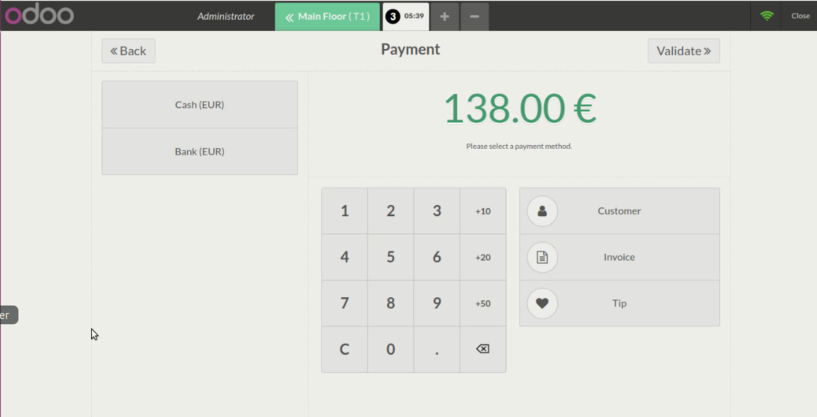 odoo Administrator « Main Floor ( T1 ) 3 05:39 + − Close
« Back Payment Validate »
Cash (EUR)
Bank (EUR)
138.00 €
Please select a payment method.
1 2 3 +10
4 5 6 +20
7 8 9 +50
C 0 .
Customer
Invoice
Tip
er